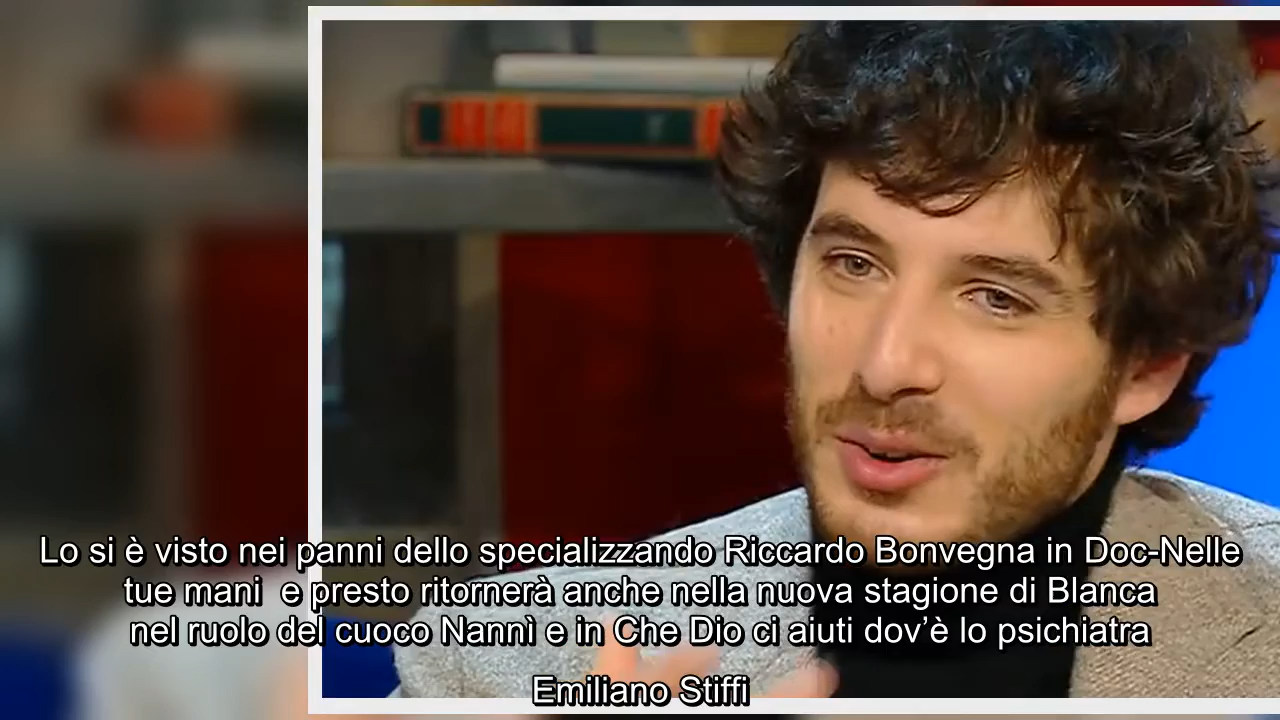 Lo si è visto nei panni dello specializzando Riccardo Bonvegna in Doc-Nelle
tue mani  e presto ritornerà anche nella nuova stagione di Blanca
nel ruolo del cuoco Nannì e in Che Dio ci aiuti dov’è lo psichiatra
Emiliano Stiffi